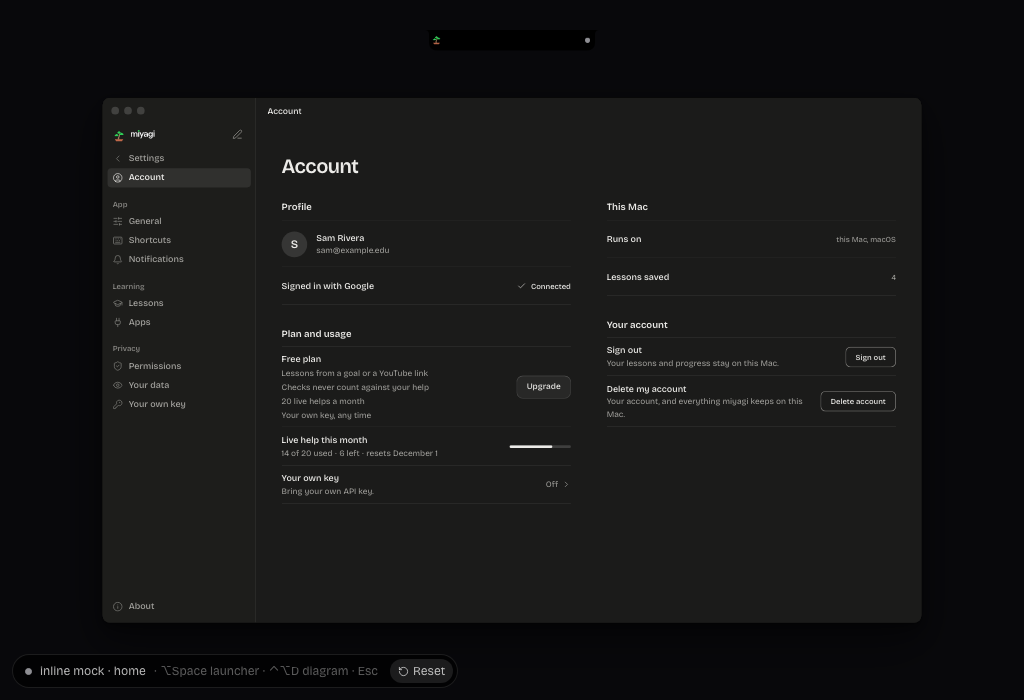 miyagi
Settings
Account
App
General
Shortcuts
Notifications
Learning
Lessons
Apps
Privacy
Permissions
Your data
Your own key
About
Account
Account
Profile
S
Sam Rivera
sam@example.edu
Signed in with Google
Connected
Plan and usage
Free plan
Lessons from a goal or a YouTube link
Checks never count against your help
20 live helps a month
Your own key, any time
Upgrade
Live help this month
14 of 20 used · 6 left · resets December 1
Your own key
Bring your own API key.
Off
This Mac
Runs on
this Mac, macOS
Lessons saved
4
Your account
Sign out
Your lessons and progress stay on this Mac.
Sign out
Delete my account
Your account, and everything miyagi keeps on this
Mac.
Delete account
inline mock · home · ⌥Space launcher · ^⌥D diagram · Esc
Reset